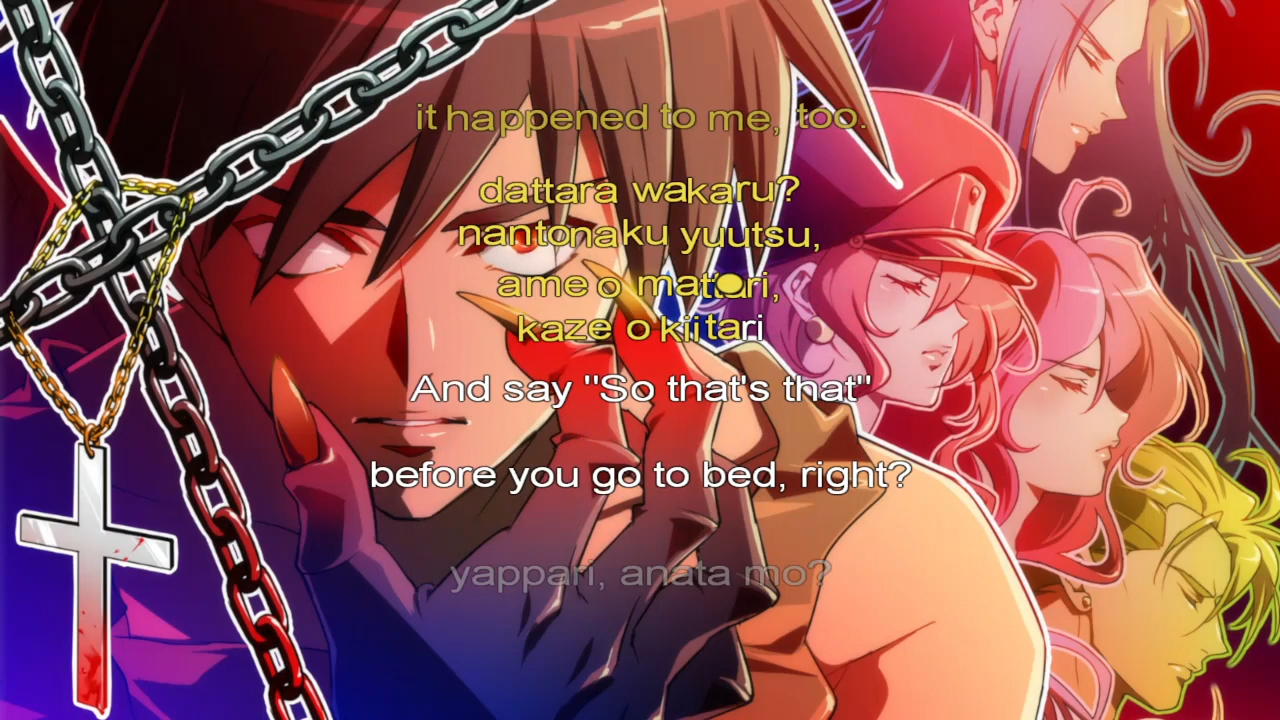 it happened to me, too.
dattara wakaru?
nantonaku yuutsu,
ame o mattari,
kaze o kiitari
And say "So that's that"
before you go to bed, right?
yappari, anata mo?